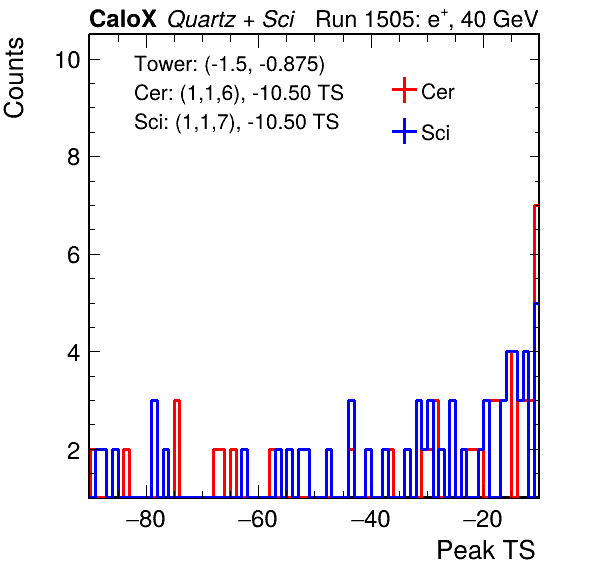 CaloX Quartz + Sci Run 1505: e⁺, 40 GeV
Counts
Tower: (-1.5, -0.875)
Cer: (1,1,6), -10.50 TS
Sci: (1,1,7), -10.50 TS
Cer
Sci
10
8
6
4
2
−80 −60 −40 −20
Peak TS